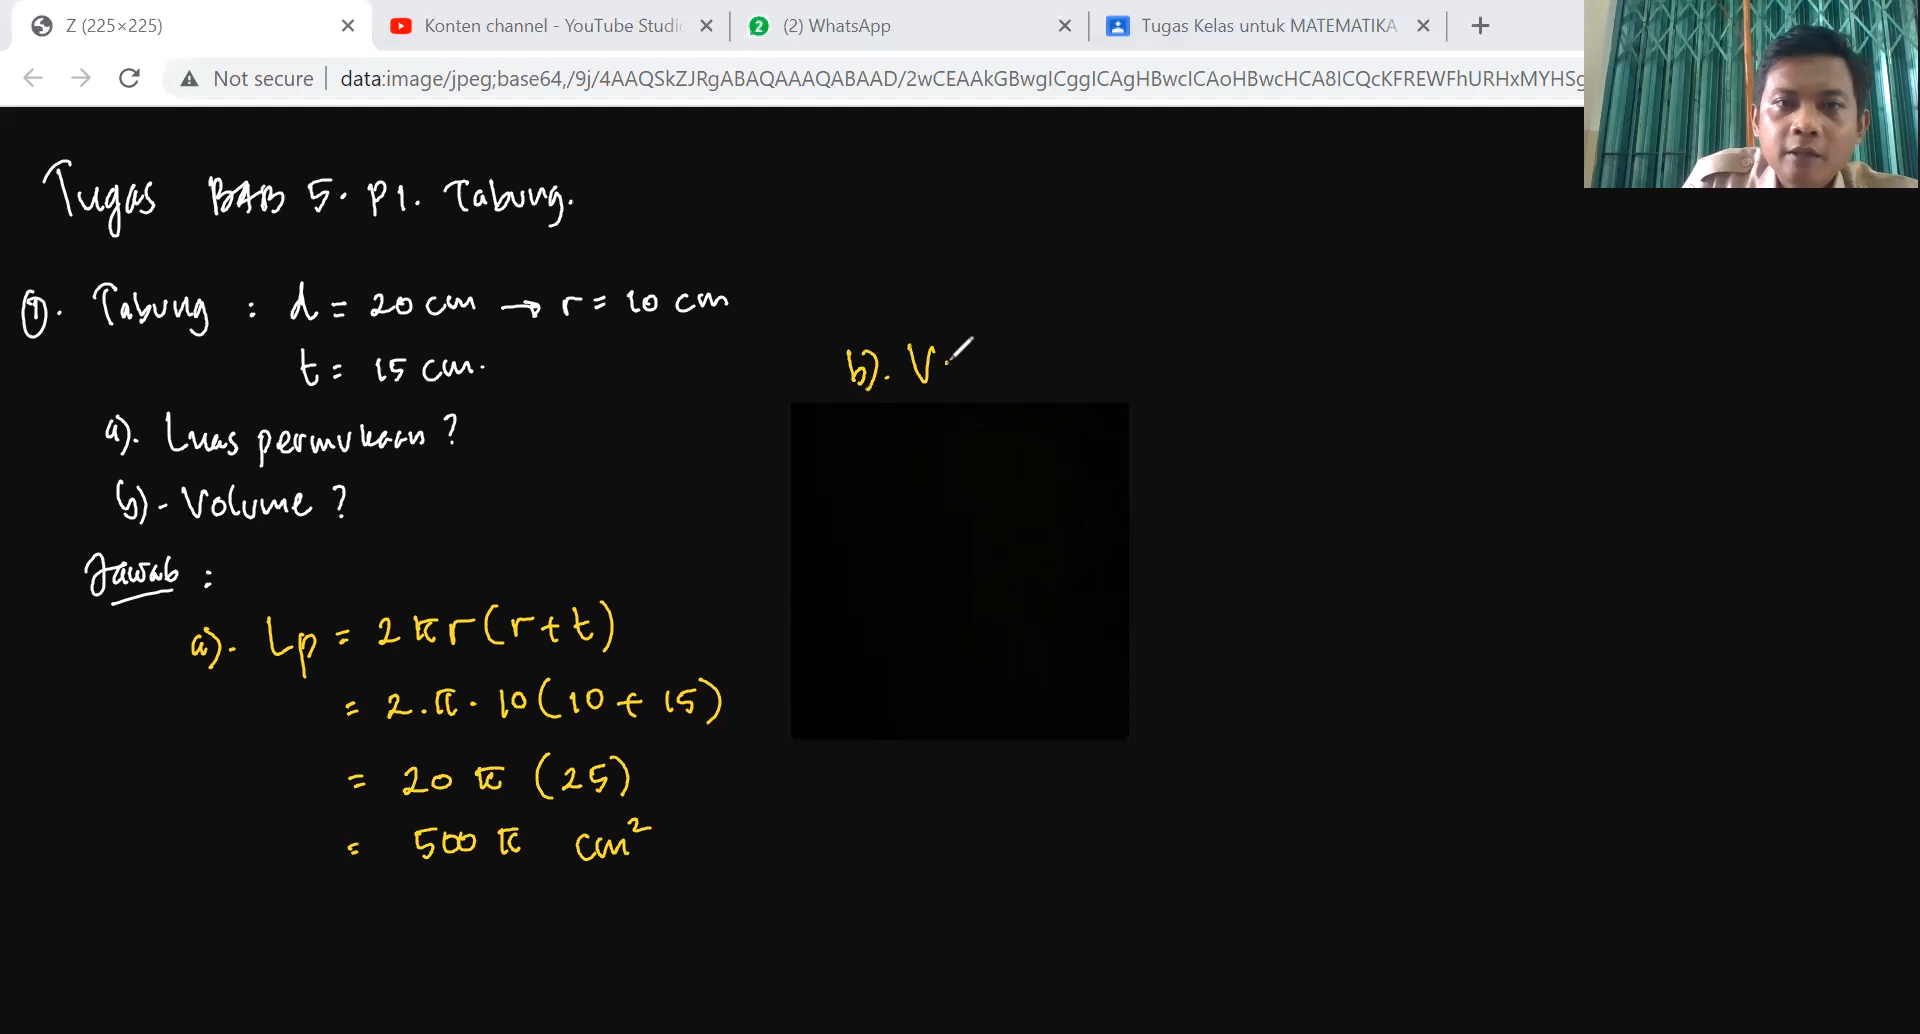 Z (225×225)
Konten channel - YouTube Studi
(2) WhatsApp
Tugas Kelas untuk MATEMATIKA
Not secure
data:image/jpeg;base64,/9j/4AAQSkZJRgABAQAAAQABAAD/2wCEAAkGBwgICggICAgHBwcICAoHBwcHCA8ICQcKFREWFhURHxMYHSg
Tugas BAB 5. P1. Tabung.
1. Tabung : d = 20 cm → r = 10 cm
t = 15 cm.
a). Luas permukaan ?
b). Volume ?
Jawab :
a). Lp = 2πr(r+t)
= 2.π. 10(10 + 15)
= 20 π (25)
= 500 π cm²
b). V